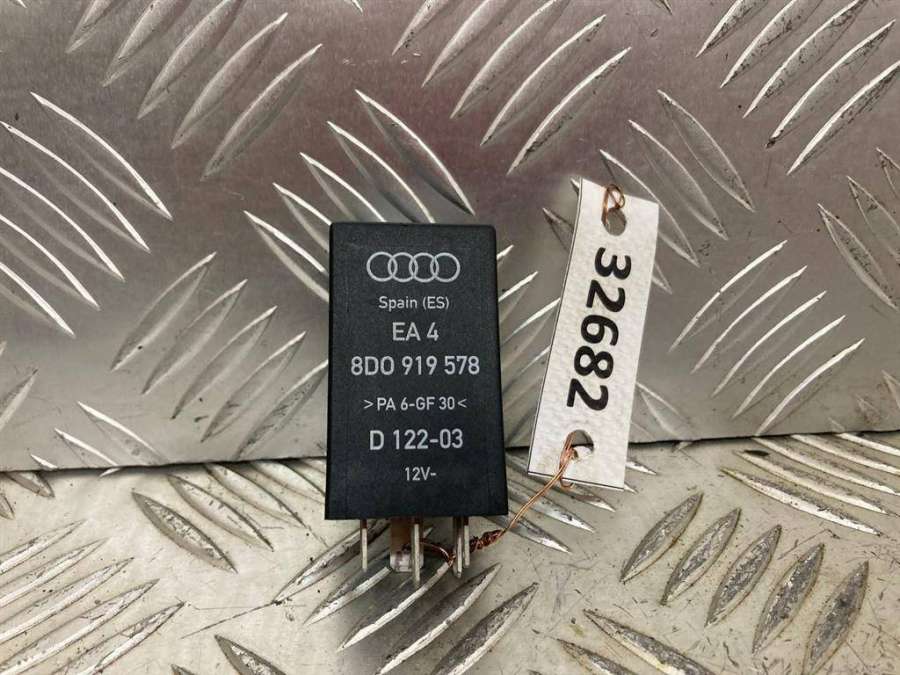 Spain (ES)
EA 4
8D0 919 578
>PA 6-GF 30<
D 122-03
12V-
32682